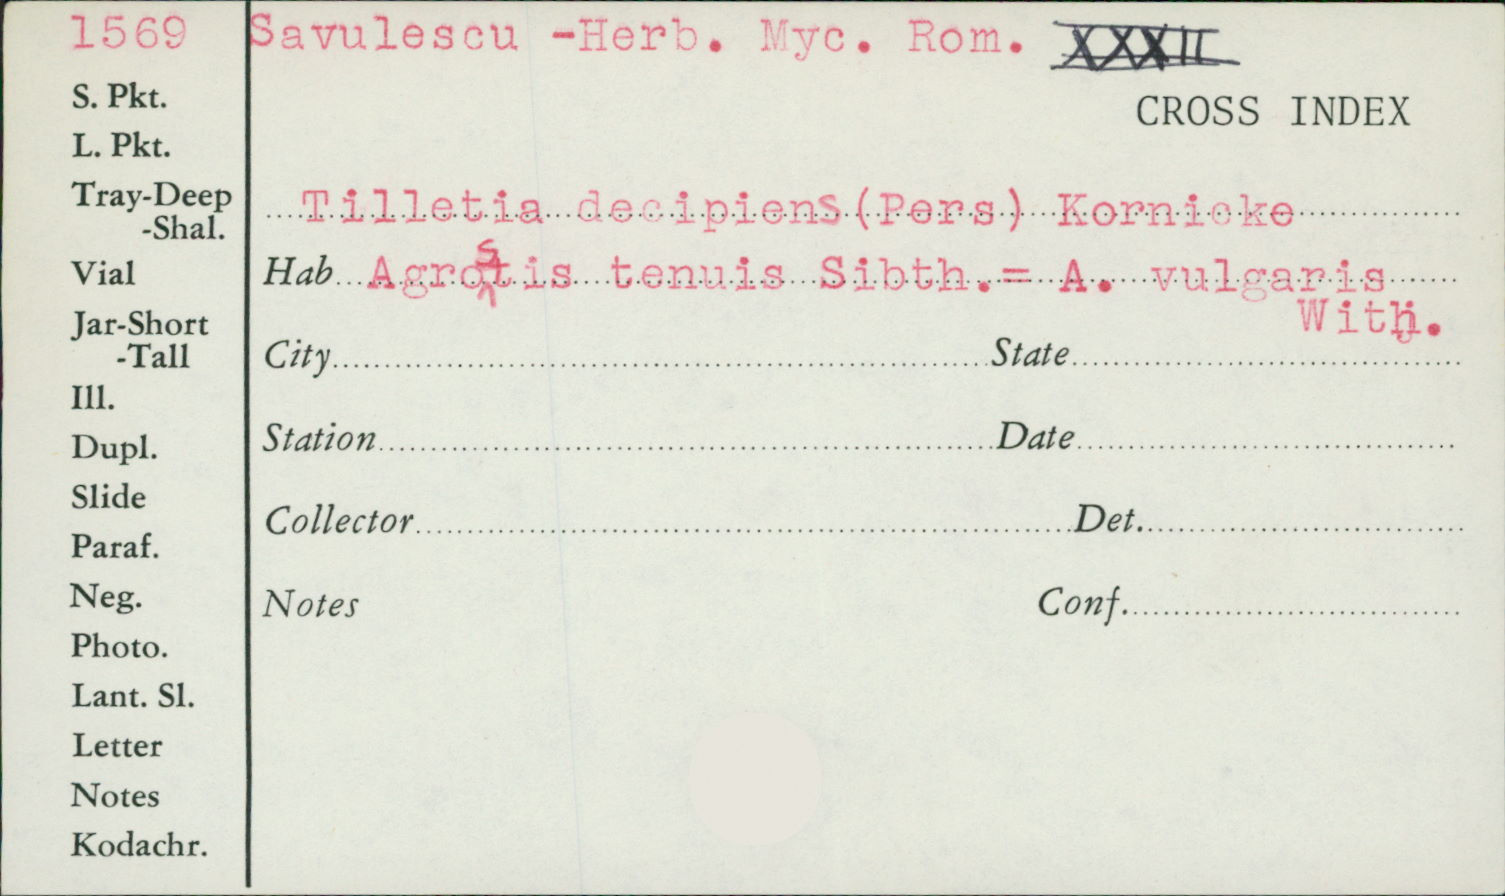 1569 Savulescu -Herb. Myc. Rom. XXXII
CROSS INDEX
S. Pkt.
L. Pkt.
Tray-Deep
-Shal.
Vial
Jar-Short
-Tall
Ill.
Dupl.
Slide
Paraf.
Neg.
Photo.
Lant. Sl.
Letter
Notes
Kodachr.
Tilletia decipiens (Pers) Kornicke
Hab Agrostis tenuis Sibth.= A. vulgaris
With.
City State
Station Date
Collector Det.
Notes Conf.